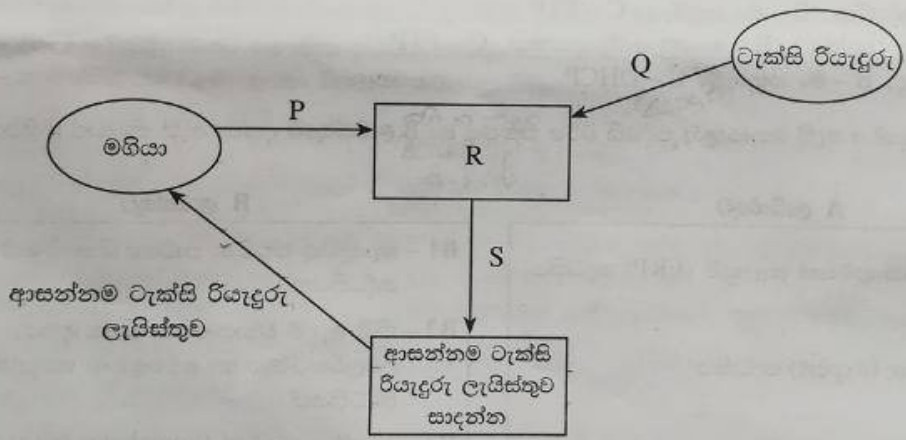 ටැක්සි රියැදුරු
Q
P
මගියා
R
S
ආසන්නම ටැක්සි රියැදුරු
ලැයිස්තුව
ආසන්නම ටැක්සි
රියැදුරු ලැයිස්තුව
සාදන්න